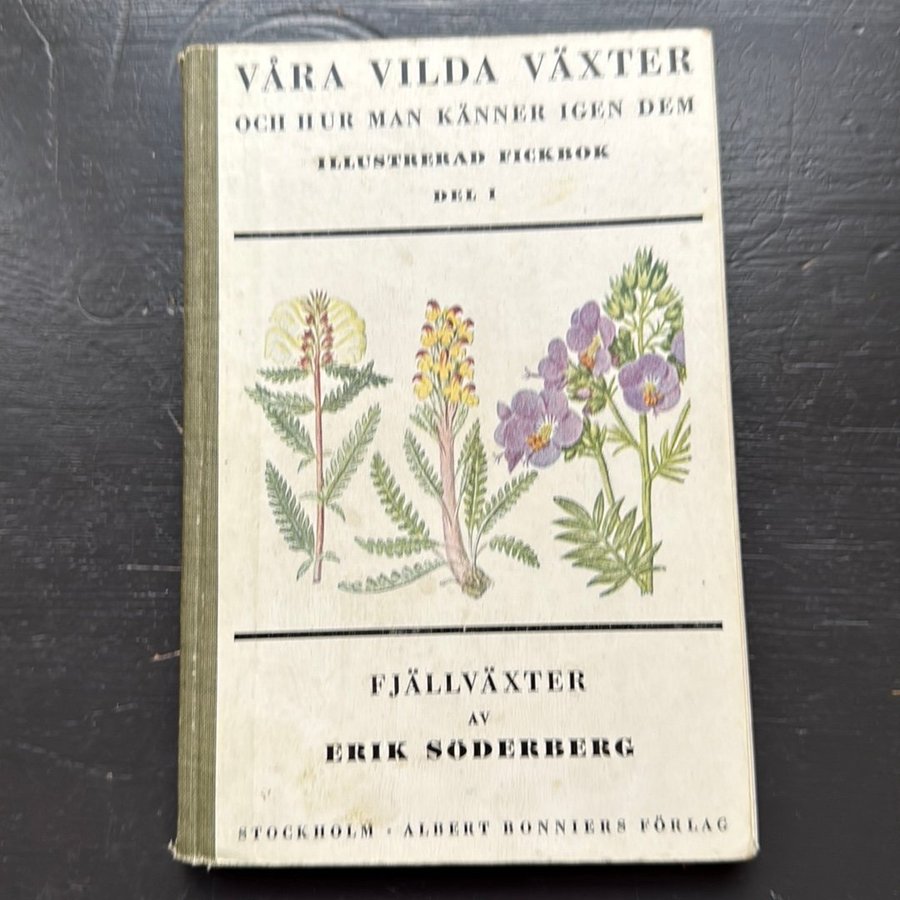 VÅRA VILDA VÄXTER
OCH HUR MAN KÄNNER IGEN DEM
ILLUSTRERAD FICKBOK
DEL I
FJÄLLVÄXTER
AV
ERIK SÖDERBERG
STOCKHOLM · ALBERT BONNIERS FÖRLAG